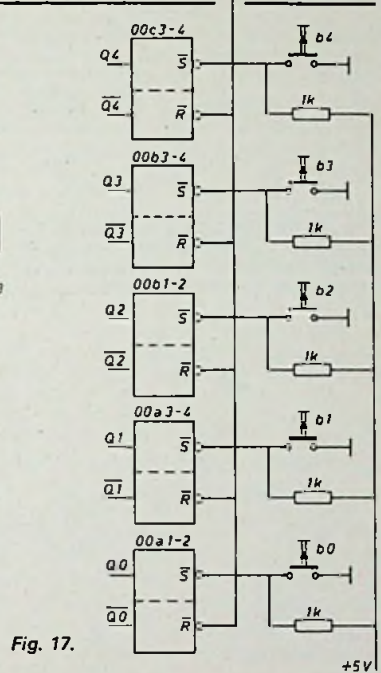 00c3-4
Q4
S̅
b4
Q̅4̅
R̅
1k
00b3-4
Q3
S̅
b3
Q̅3̅
R̅
1k
00b1-2
Q2
S̅
b2
Q̅2̅
R̅
1k
00a3-4
Q1
S̅
b1
Q̅1̅
R̅
1k
00a1-2
Q0
S̅
b0
Q̅0̅
R̅
1k
Fig. 17.
+5V